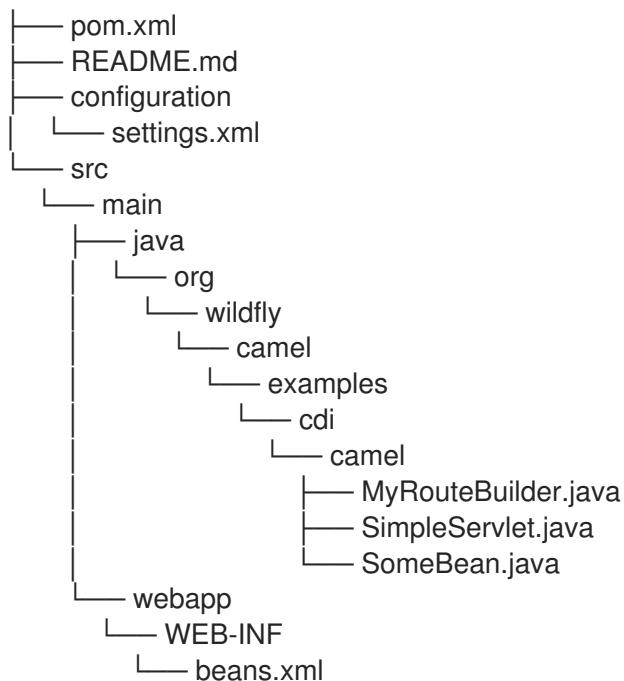 pom.xml
README.md
configuration
settings.xml
src
main
java
org
wildfly
camel
examples
cdi
camel
MyRouteBuilder.java
SimpleServlet.java
SomeBean.java
webapp
WEB-INF
beans.xml